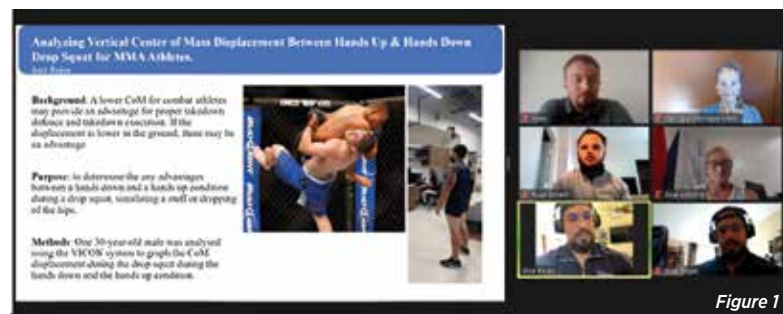 Analyzing Vertical Center of Mass Displacement Between Hands Up & Hands Down
Drop Squat for MMA Athletes.
Background: A lower CoM for combat athletes
may provide an advantage for proper takedown
defence and takedown execution. If the
displacement is lower to the ground, there may be
an advantage
Purpose: to determine the any advantages
between a hands down and a hands up condition
during a drop squat, simulating a stuff or dropping
of the hips.
Methods: One 30-year-old male was analysed
using the VICON system to graph the CoM
displacement during the drop squat during the
hands down and the hands up condition.
Figure 1